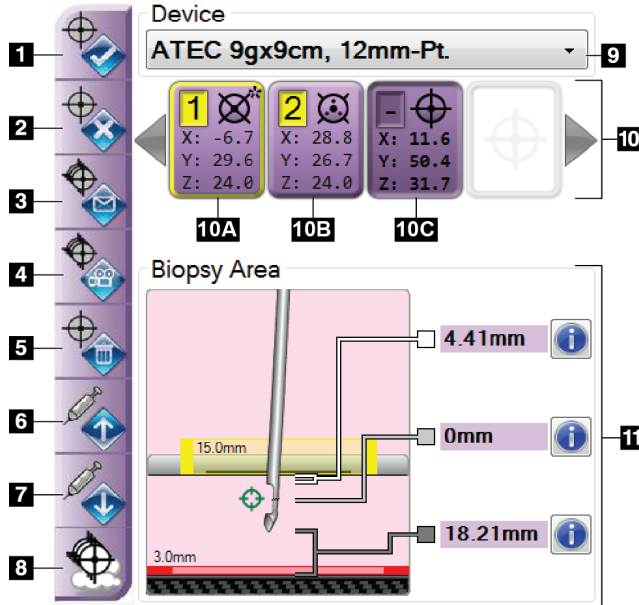 Device
1
ATEC 9gx9cm, 12mm-Pt.
9
2
1
X: -6.7
Y: 29.6
Z: 24.0
2
X: 28.8
Y: 26.7
Z: 24.0
-
X: 11.6
Y: 50.4
Z: 31.7
10
3
10A
10B
10C
4
Biopsy Area
5
4.41mm
i
6
15.0mm
0mm
i
11
7
18.21mm
i
8
3.0mm